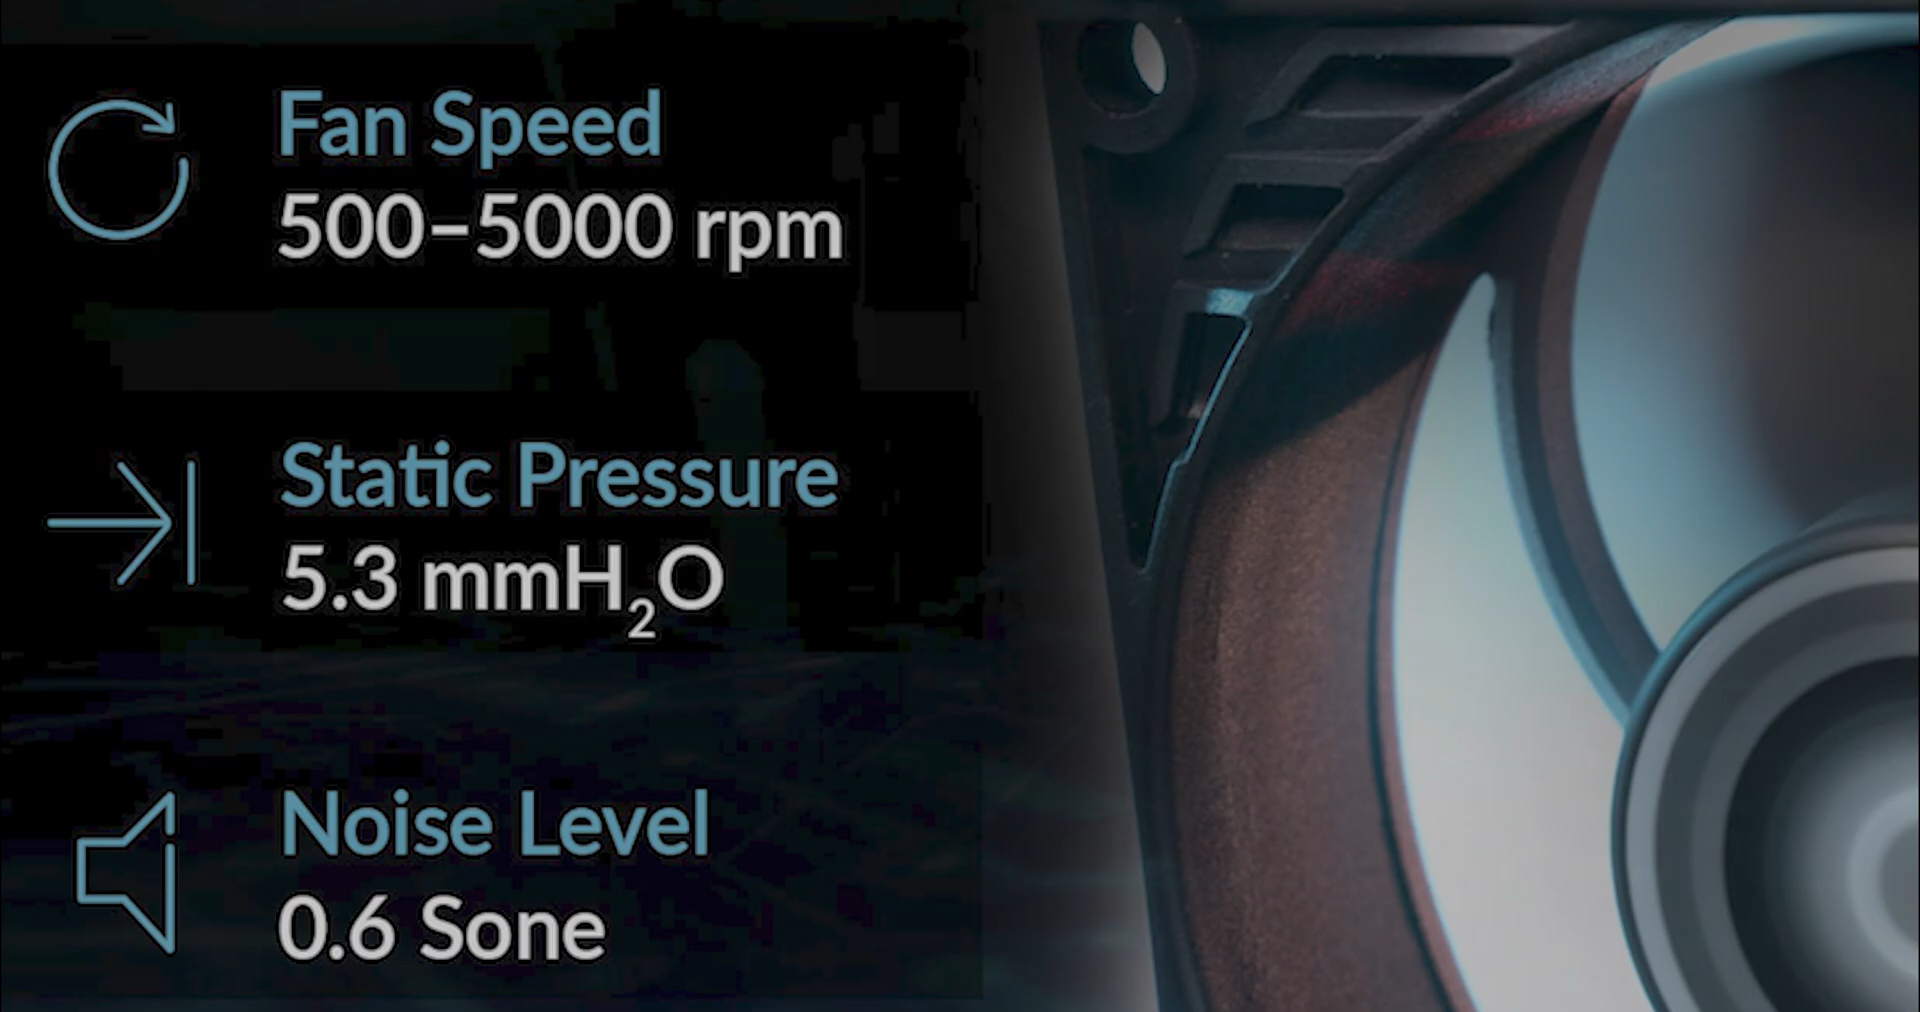 Fan Speed
500–5000 rpm
Static Pressure
5.3 mmH₂O
Noise Level
0.6 Sone